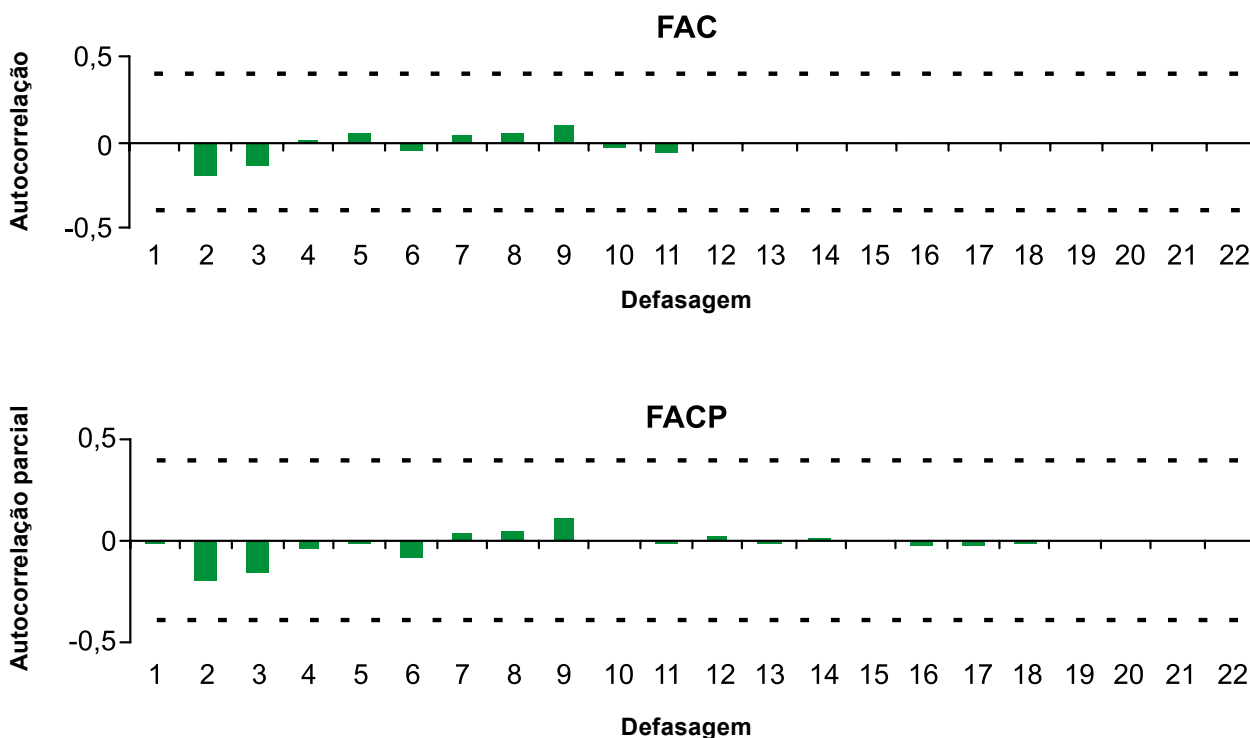 FAC
Autocorrelação
0,5
0
-0,5
1 2 3 4 5 6 7 8 9 10 11 12 13 14 15 16 17 18 19 20 21 22
Defasagem
FACP
Autocorrelação parcial
0,5
0
-0,5
1 2 3 4 5 6 7 8 9 10 11 12 13 14 15 16 17 18 19 20 21 22
Defasagem